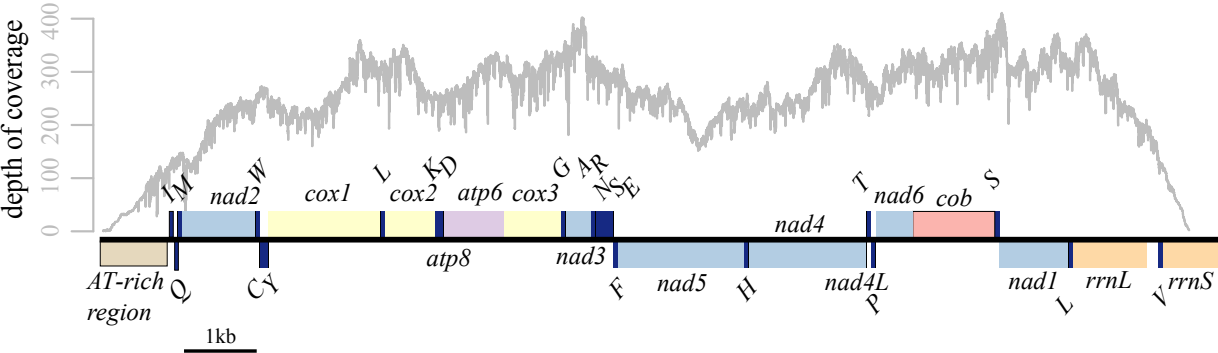 depth of coverage
400
300
200
100
0
I
M
nad2
W
cox1
L
cox2
K
D
atp6
cox3
G
A
R
N
S
E
nad4
T
nad6
cob
S
AT-rich
region
Q
C
Y
atp8
nad3
F
nad5
H
nad4L
P
nad1
L
rrnL
V
rrnS
1kb